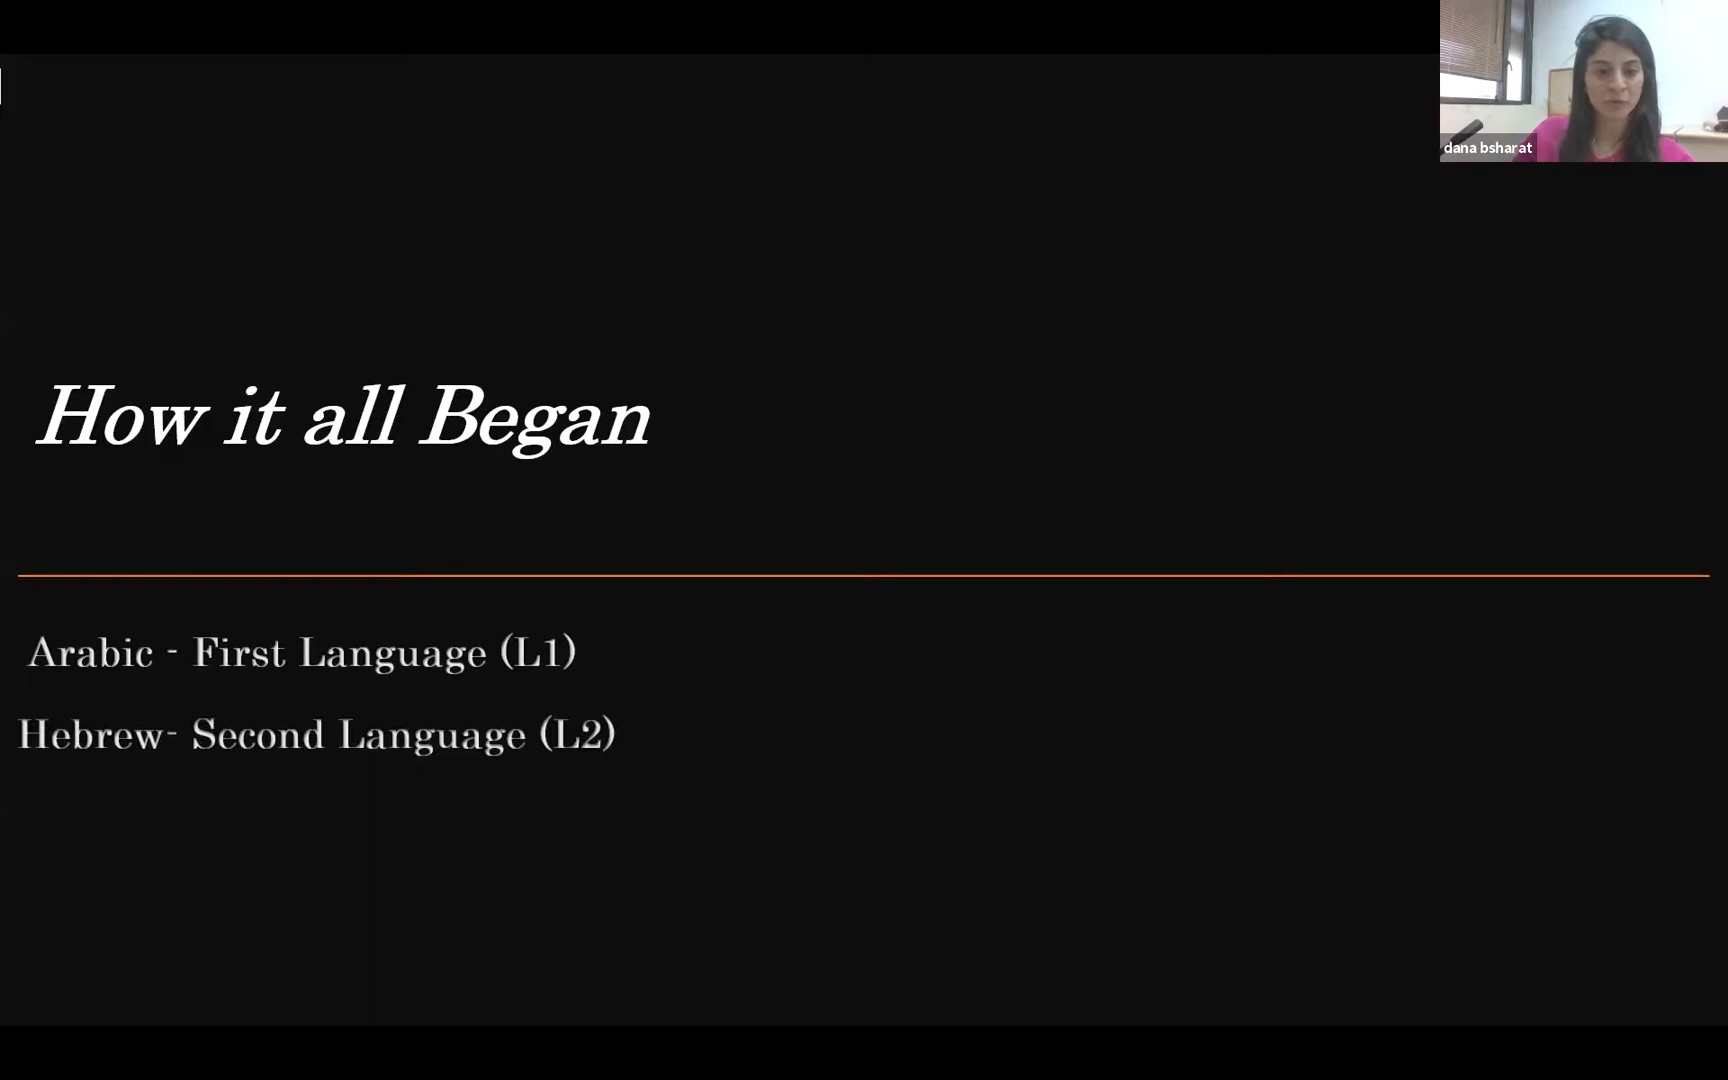 dana bsharat
How it all Began
Arabic - First Language (L1)
Hebrew- Second Language (L2)